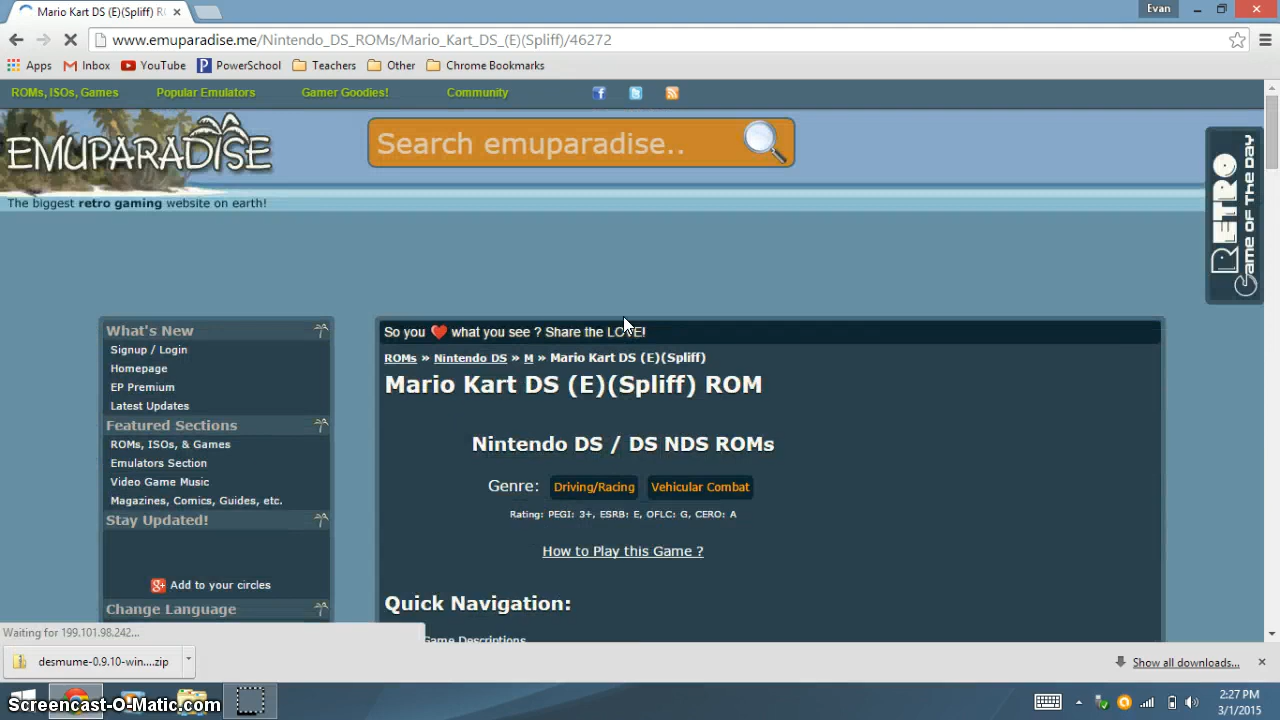 Mario Kart DS (E)(Spliff) R
Evan
www.emuparadise.me/Nintendo_DS_ROMs/Mario_Kart_DS_(E)(Spliff)/46272
Apps Inbox YouTube PowerSchool Teachers Other Chrome Bookmarks
ROMs, ISOs, Games Popular Emulators Gamer Goodies! Community
EMUPARADISE
Search emuparadise..
RETRO
Game OF THE DAY
The biggest retro gaming website on earth!
What's New
Signup / Login
Homepage
EP Premium
Latest Updates
Featured Sections
ROMs, ISOs, & Games
Emulators Section
Video Game Music
Magazines, Comics, Guides, etc.
Stay Updated!
Add to your circles
Change Language
So you ❤ what you see ? Share the LOVE!
ROMs » Nintendo DS » M » Mario Kart DS (E)(Spliff)
Mario Kart DS (E)(Spliff) ROM
Nintendo DS / DS NDS ROMs
Genre: Driving/Racing Vehicular Combat
Rating: PEGI: 3+, ESRB: E, OFLC: G, CERO: A
How to Play this Game ?
Quick Navigation:
Game Descriptions
Waiting for 199.101.98.242...
desmume-0.9.10-win....zip
Show all downloads...
Screencast-O-Matic.com
2:27 PM
3/1/2015